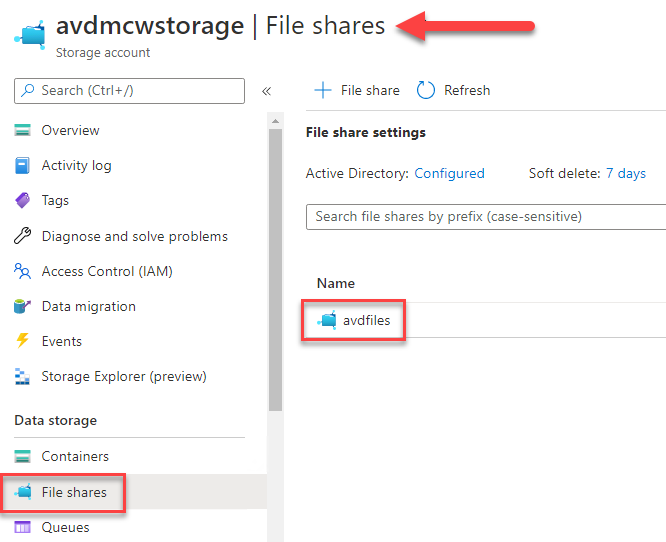 avdmcwstorage | File shares
Storage account
Search (Ctrl+/)
«
Overview
Activity log
Tags
Diagnose and solve problems
Access Control (IAM)
Data migration
Events
Storage Explorer (preview)
Data storage
Containers
File shares
Queues
+ File share Refresh
File share settings
Active Directory: Configured Soft delete: 7 days
Search file shares by prefix (case-sensitive)
Name
avdfiles